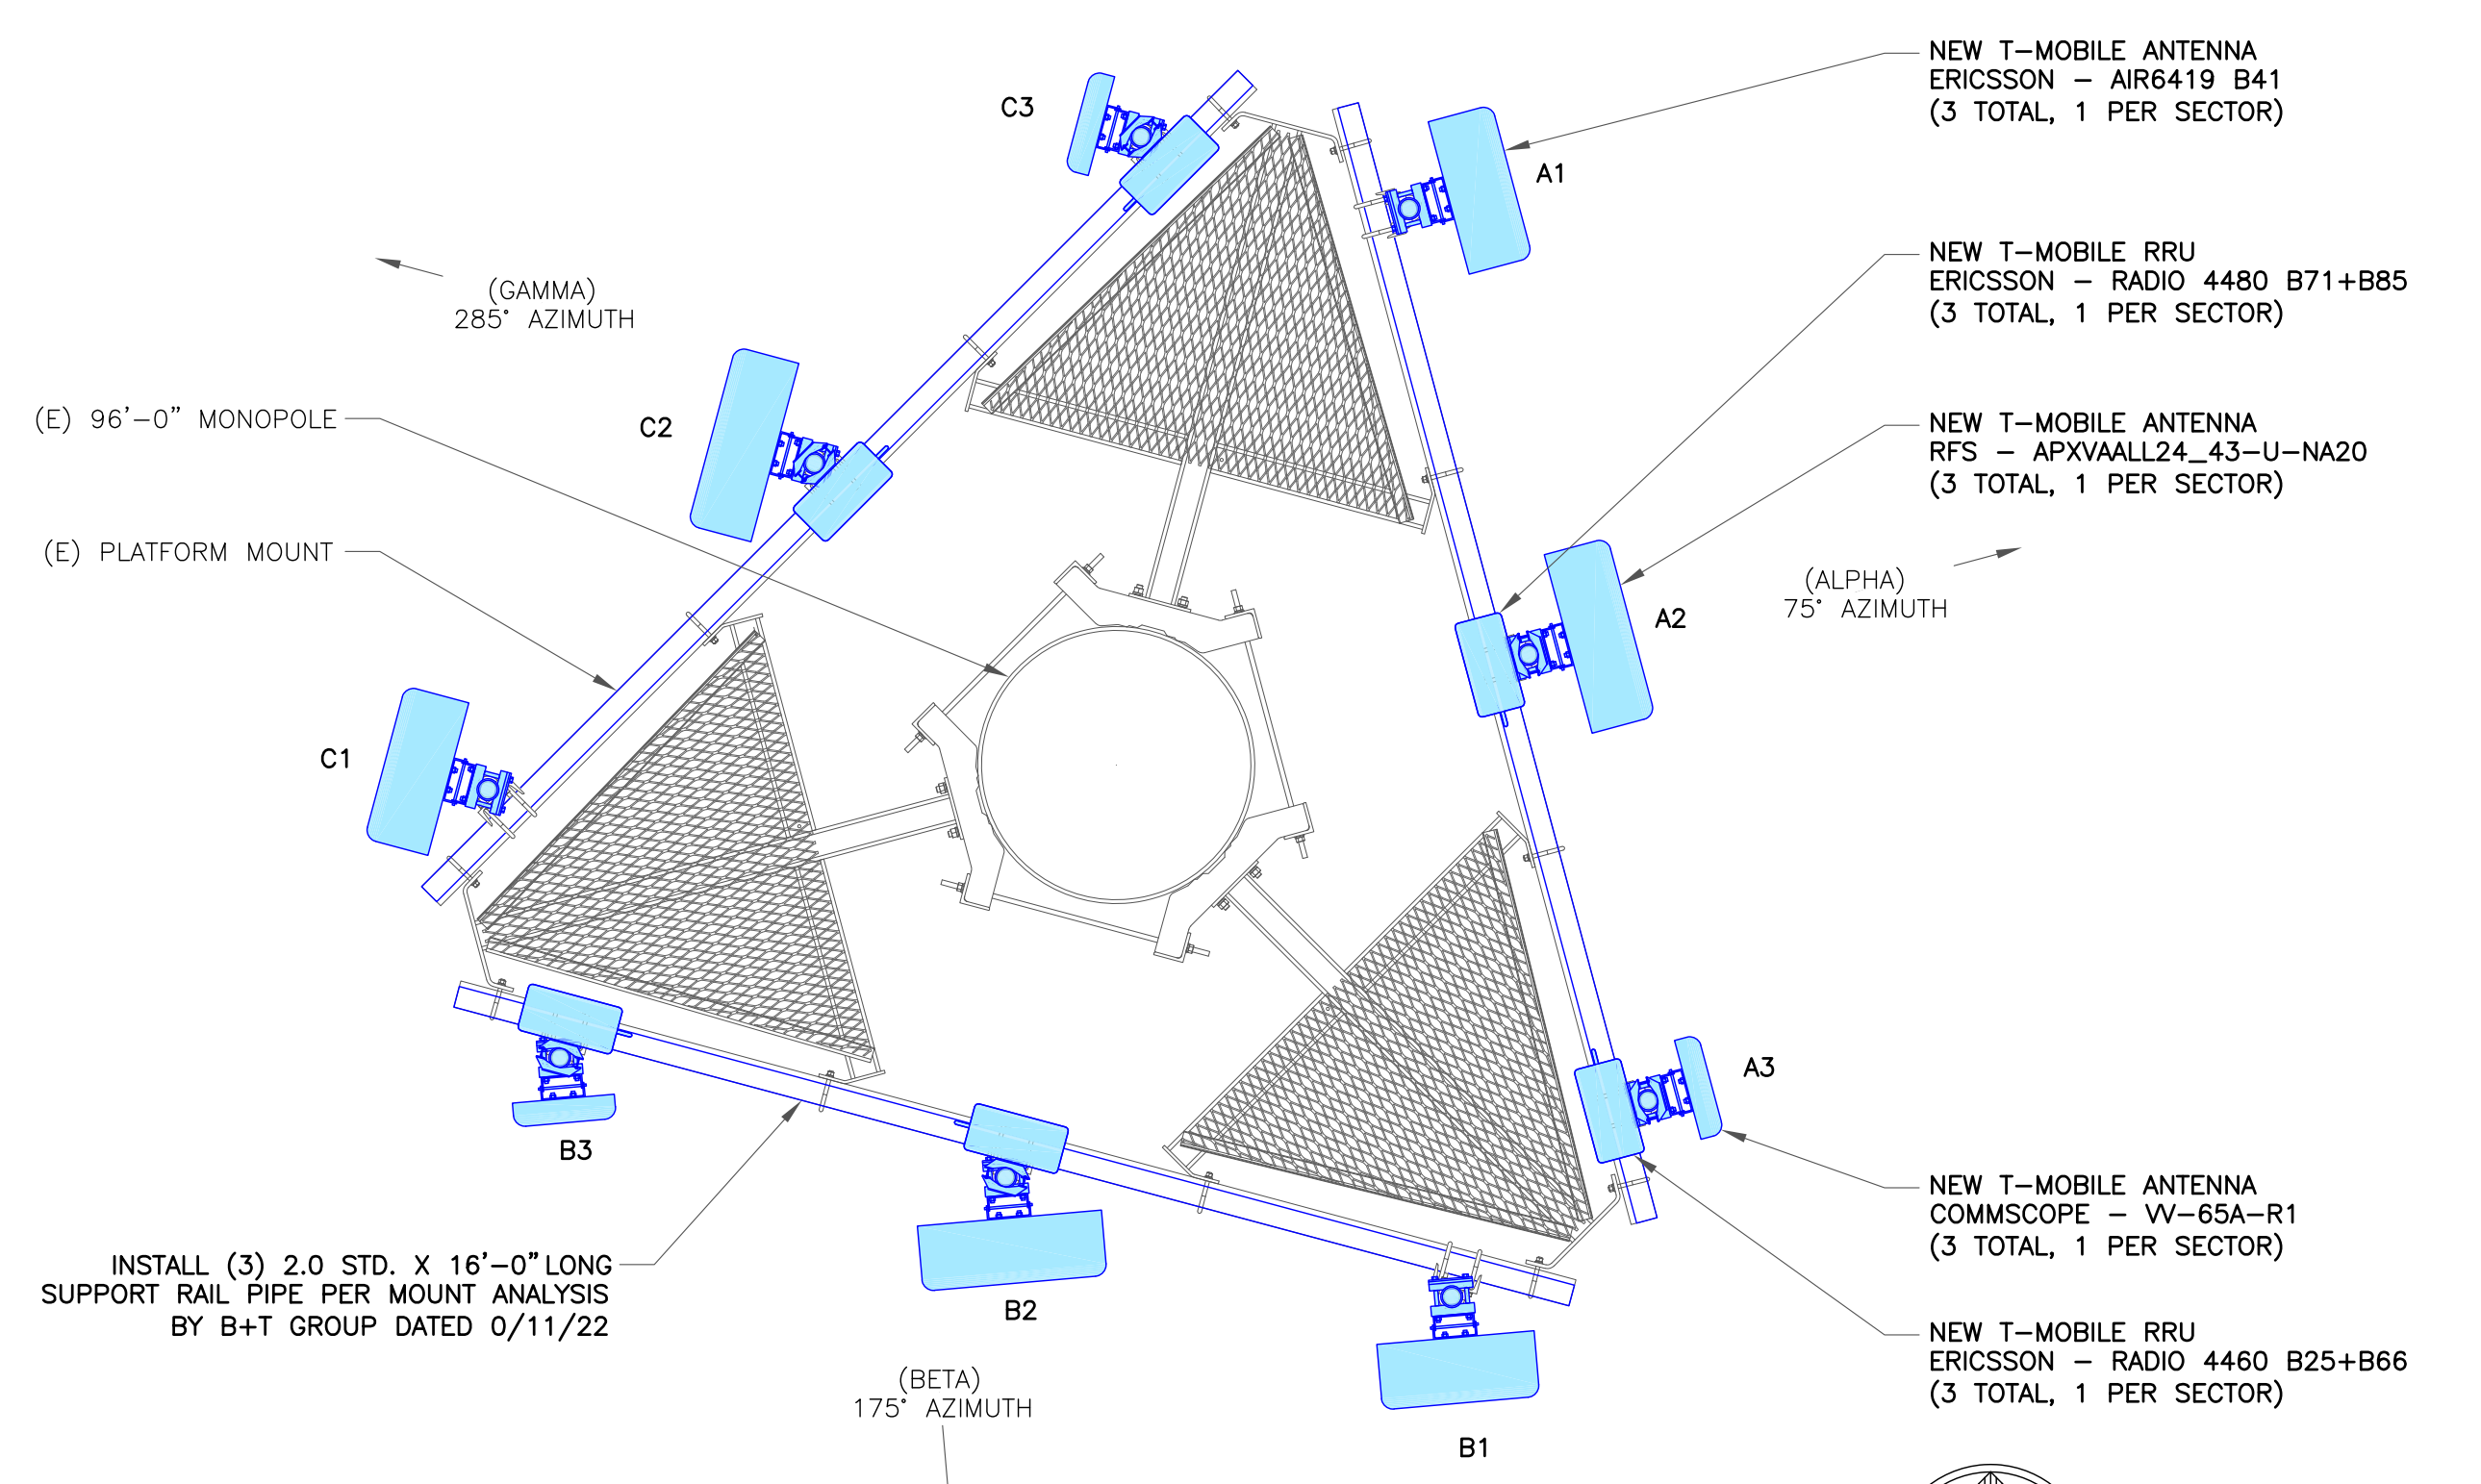 NEW T-MOBILE ANTENNA
ERICSSON - AIR6419 B41
(3 TOTAL, 1 PER SECTOR)
C3
A1
NEW T-MOBILE RRU
ERICSSON - RADIO 4480 B71+B85
(3 TOTAL, 1 PER SECTOR)
(GAMMA)
285° AZIMUTH
(E) 96'-0" MONOPOLE
C2
NEW T-MOBILE ANTENNA
RFS - APXVAALL24_43-U-NA20
(3 TOTAL, 1 PER SECTOR)
(E) PLATFORM MOUNT
(ALPHA)
75° AZIMUTH
A2
C1
A3
B3
NEW T-MOBILE ANTENNA
COMMSCOPE - VV-65A-R1
(3 TOTAL, 1 PER SECTOR)
INSTALL (3) 2.0 STD. X 16'-0" LONG
SUPPORT RAIL PIPE PER MOUNT ANALYSIS
BY B+T GROUP DATED 0/11/22
B2
NEW T-MOBILE RRU
ERICSSON - RADIO 4460 B25+B66
(3 TOTAL, 1 PER SECTOR)
(BETA)
175° AZIMUTH
B1